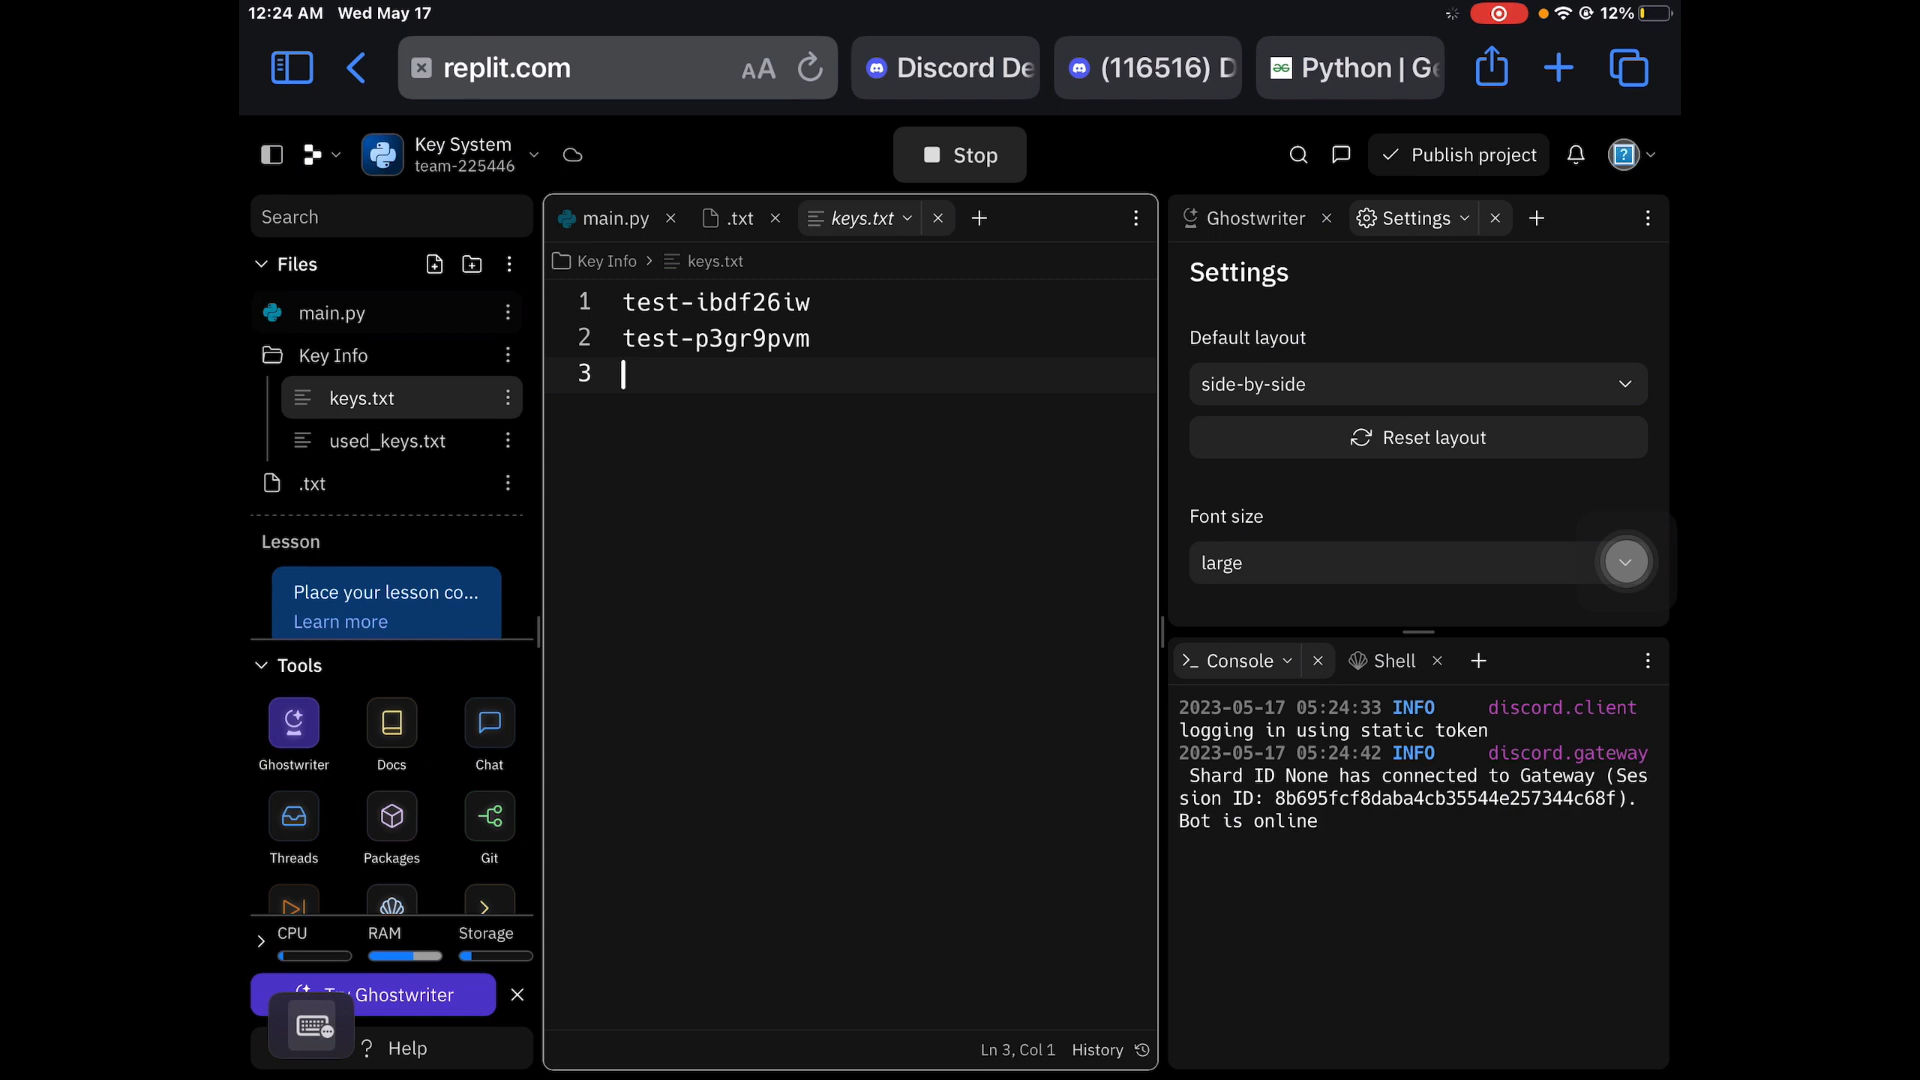 12:24 AM Wed May 17
12%
replit.com
AA
Discord De
(116516) D
Python | Ge
Key System
team-225446
Stop
Publish project
Search
Files
main.py
Key Info
keys.txt
used_keys.txt
.txt
Lesson
Place your lesson co...
Learn more
Tools
Ghostwriter
Docs
Chat
Threads
Packages
Git
CPU
RAM
Storage
Ghostwriter
? Help
main.py
.txt
keys.txt
Key Info > keys.txt
1 test-ibdf26iw
2 test-p3gr9pvm
3
Ln 3, Col 1 History
Ghostwriter
Settings
Settings
Default layout
side-by-side
Reset layout
Font size
large
Console
Shell
2023-05-17 05:24:33 INFO discord.client
logging in using static token
2023-05-17 05:24:42 INFO discord.gateway
Shard ID None has connected to Gateway (Ses
sion ID: 8b695fcf8daba4cb35544e257344c68f).
Bot is online